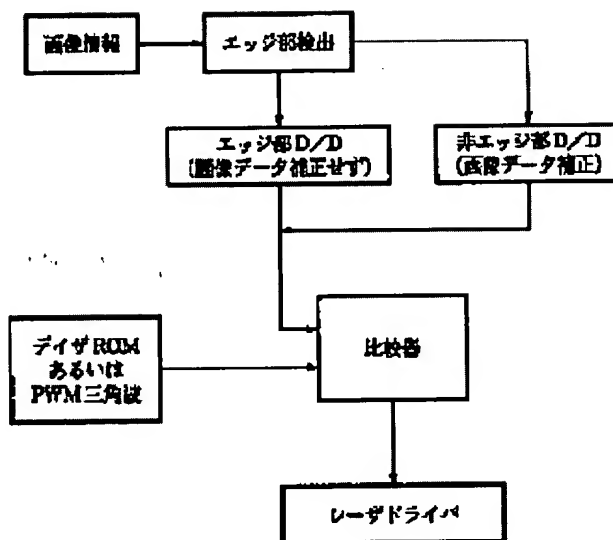 画像情報
エッジ部検出
エッジ部D/D
(画像データ補正せず)
非エッジ部D/D
(画像データ補正)
デイザROM
あるいは
PWM三角波
比較器
レーザドライバ